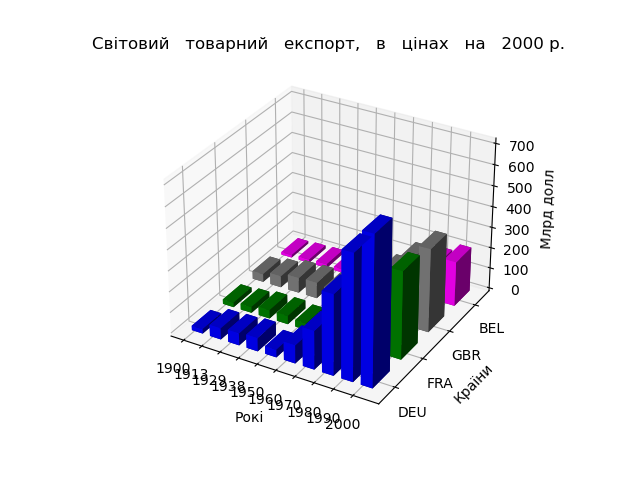 Світовий товарний експорт, в цінах на 2000 р.
700
600
500
400
300
200
100
0
Млрд долл
BEL
GBR
FRA
DEU
Країни
1900
1913
1929
1938
1950
1960
1970
1980
1990
2000
Рокі